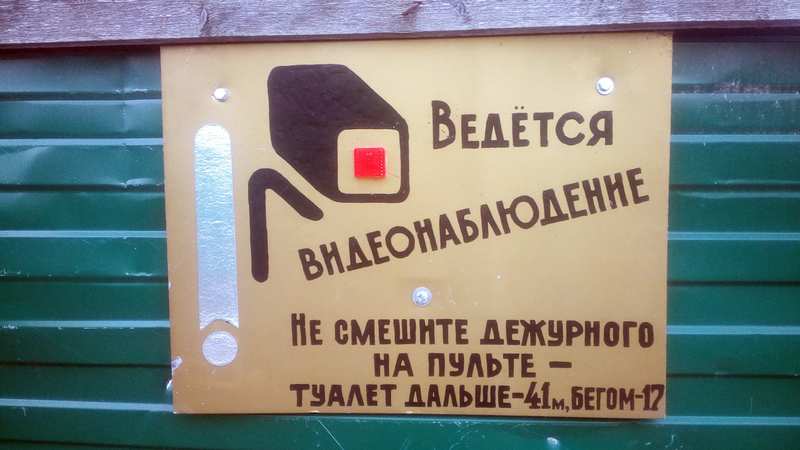 Ведётся
видеонаблюдение
Не смешите дежурного
на пульте –
туалет дальше-41м, бегом-17